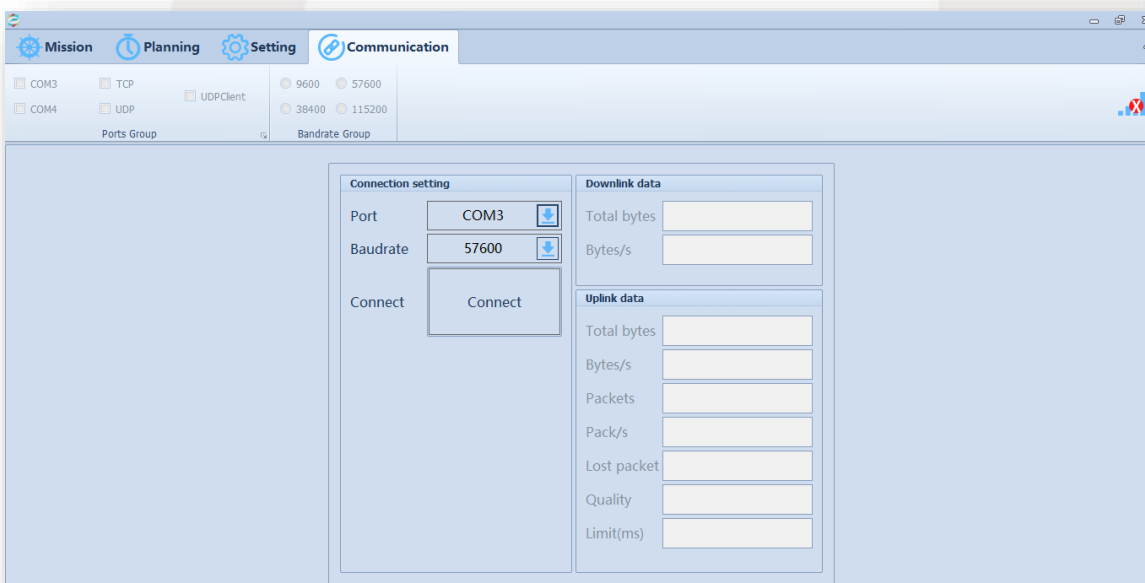 Mission Planning Setting Communication
COM3 TCP UDPClient 9600 57600
COM4 UDP 38400 115200
Ports Group Bandrate Group
Connection setting
Port COM3
Baudrate 57600
Connect Connect
Downlink data
Total bytes
Bytes/s
Uplink data
Total bytes
Bytes/s
Packets
Pack/s
Lost packet
Quality
Limit(ms)